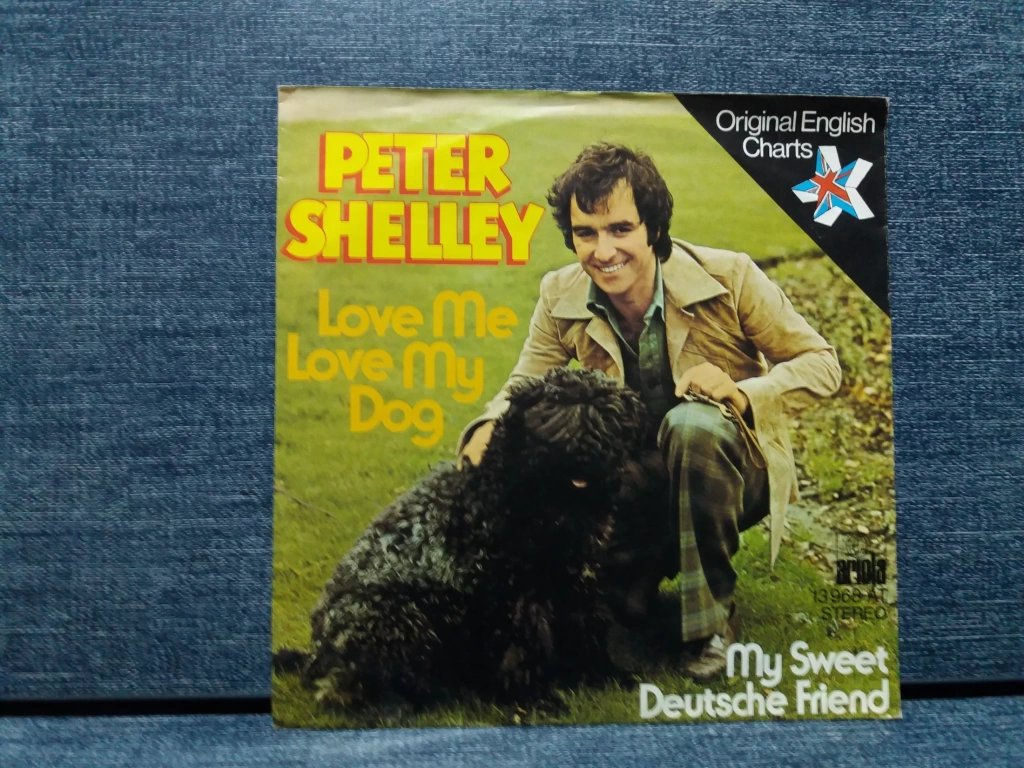 PETER
SHELLEY
Love Me
Love My
Dog
Original English
Charts
ariola
13 968 AT
STEREO
My Sweet
Deutsche Friend